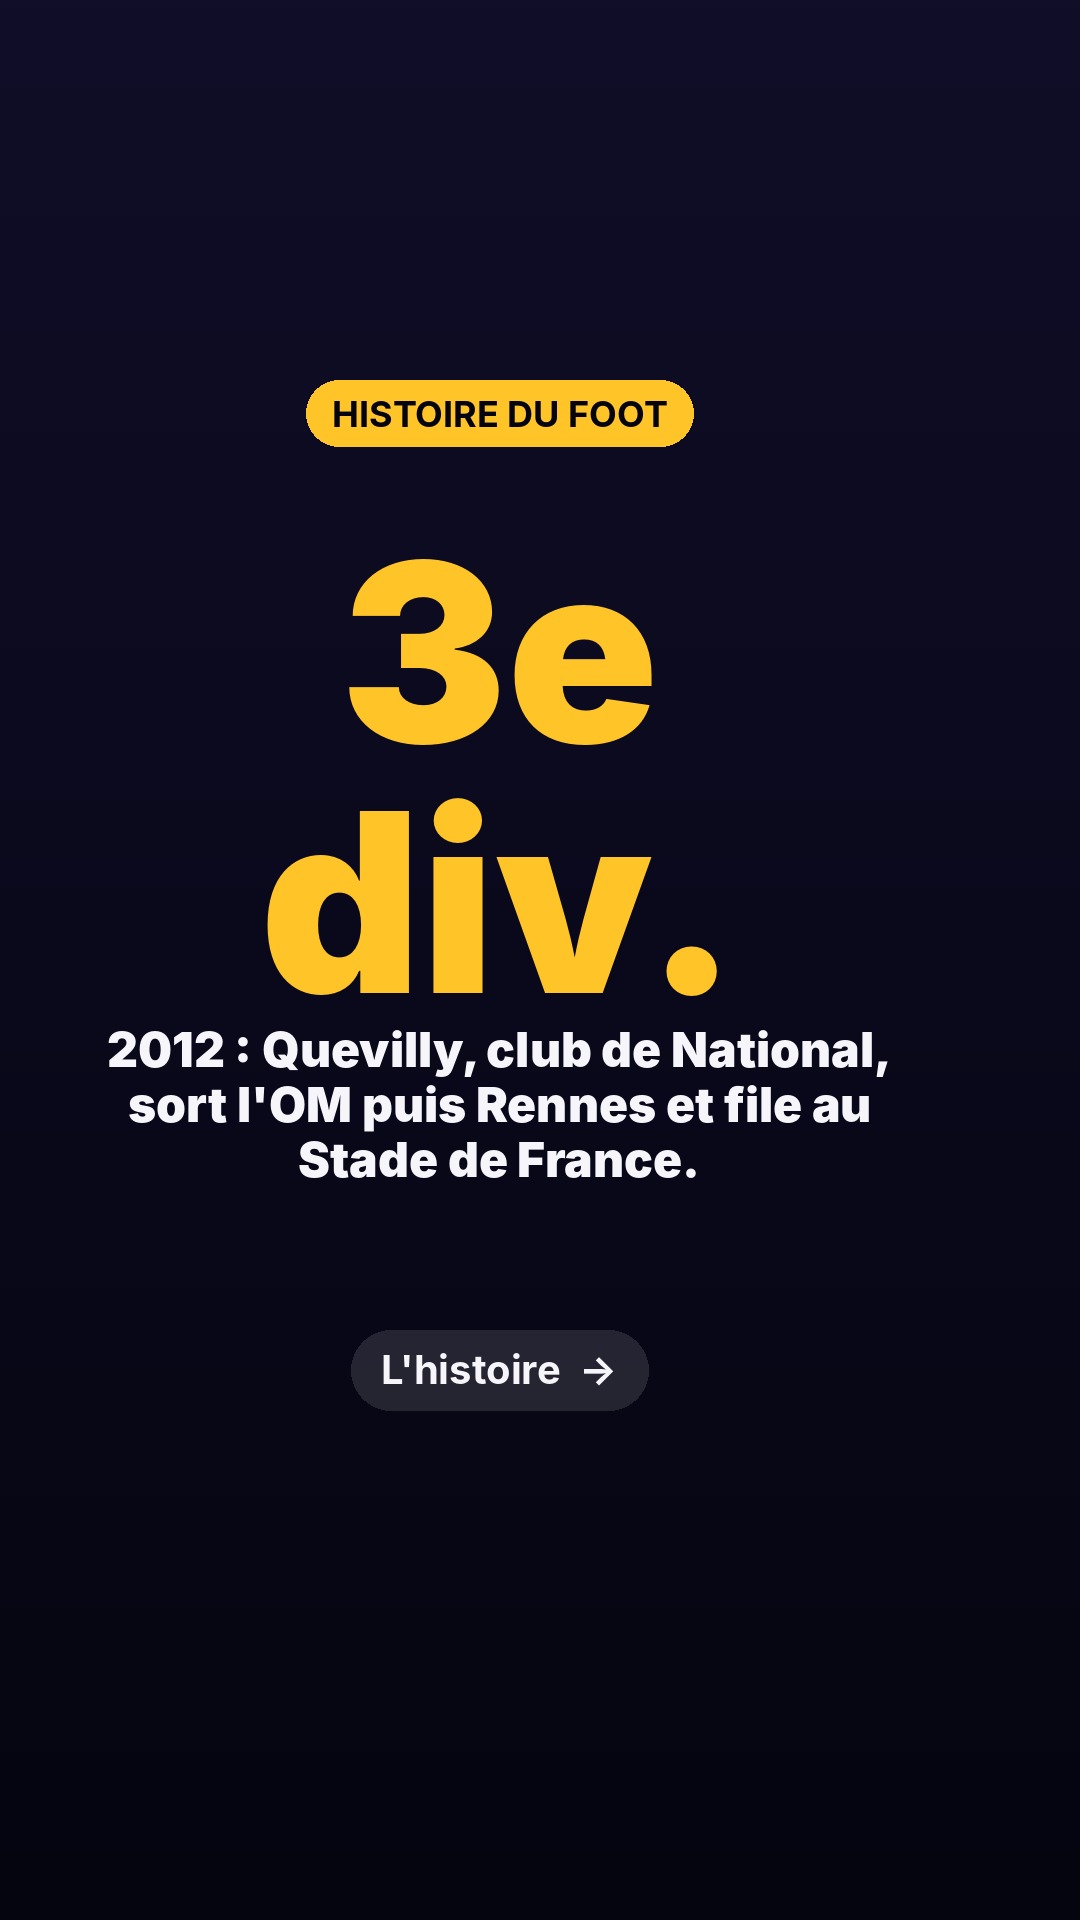 HISTOIRE DU FOOT
3e
div.
2012 : Quevilly, club de National,
sort l'OM puis Rennes et file au
Stade de France.
L'histoire →